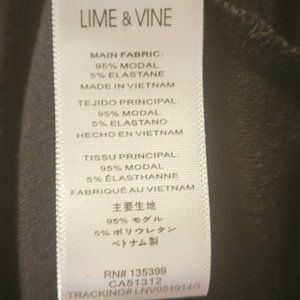 LIME & VINE
MAIN FABRIC:
95% MODAL
5% ELASTANE
MADE IN VIETNAM
TEJIDO PRINCIPAL:
95% MODAL
5% ELASTANO
HECHO EN VIETNAM
TISSU PRINCIPAL:
95% MODAL
5% ÉLASTHANNE
FABRIQUÉ AU VIETNAM
主要生地
95% モダル
5% ポリウレタン
ベトナム製
RN# 135399
CA51312
TRACKING# LNV051914G